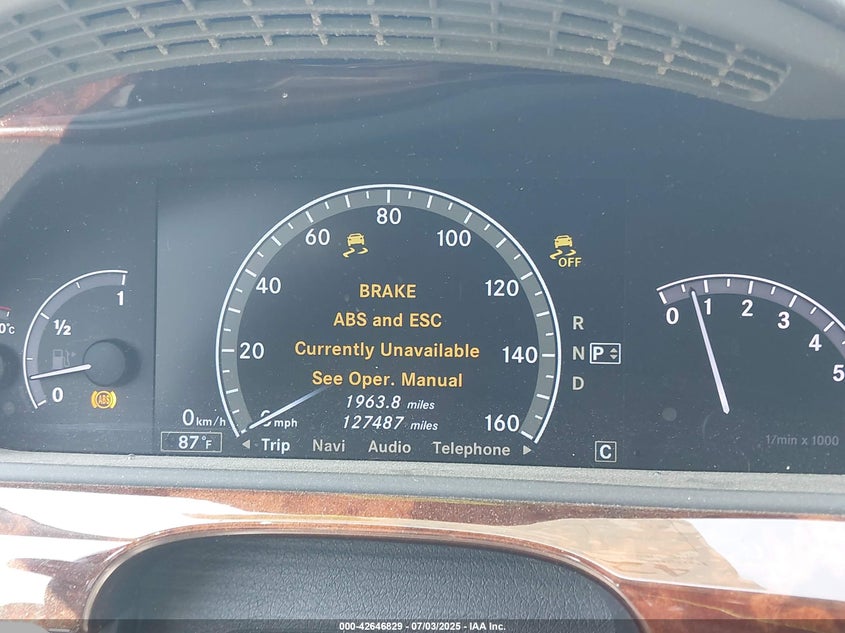 80
60
100
40
120
20
140
0 mph
160
BRAKE
ABS and ESC
Currently Unavailable
See Oper. Manual
1963.8 miles
127487 miles
0 km/h
87°F
Trip Navi Audio Telephone
C
OFF
R
N P
D
1
1/2
0
ABS
0°C
0 1 2 3 4 5
1/min x 1000
000-42646829 - 07/03/2025 - IAA Inc.